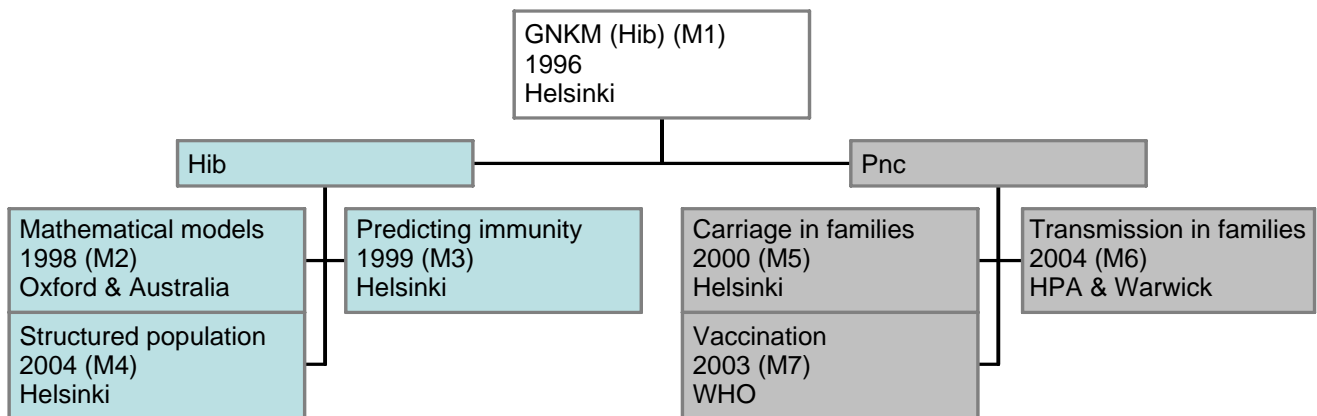 GNKM (Hib) (M1)
1996
Helsinki
Hib
Pnc
Mathematical models
1998 (M2)
Oxford & Australia
Predicting immunity
1999 (M3)
Helsinki
Structured population
2004 (M4)
Helsinki
Carriage in families
2000 (M5)
Helsinki
Transmission in families
2004 (M6)
HPA & Warwick
Vaccination
2003 (M7)
WHO